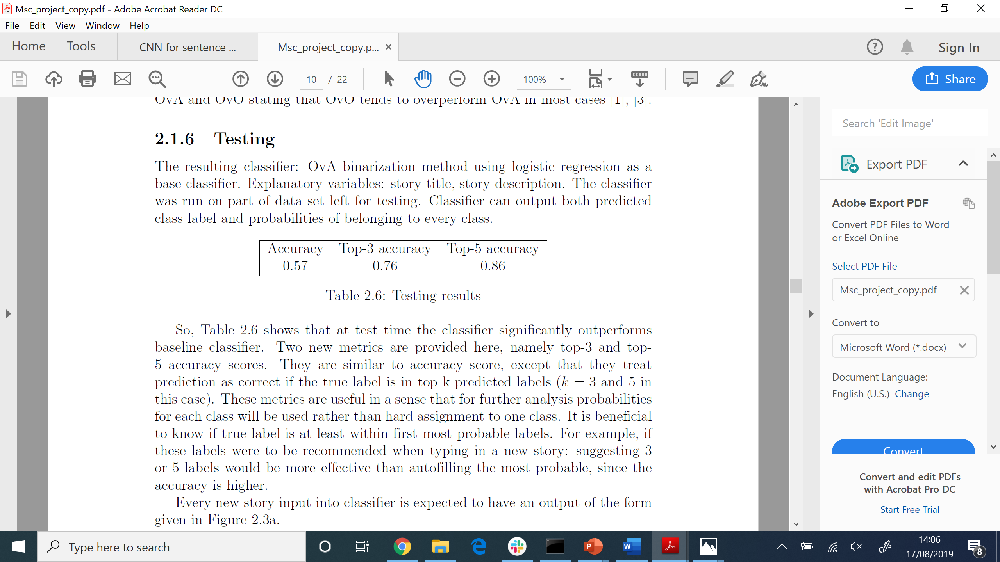 Msc_project_copy.pdf - Adobe Acrobat Reader DC
File Edit View Window Help
Home Tools CNN for sentence ... Msc_project_copy.p... Sign In
10 / 22 100% Share
OvA and OvO stating that OvO tends to overperform OvA in most cases [1], [3].
2.1.6 Testing
The resulting classifier: OvA binarization method using logistic regression as a
base classifier. Explanatory variables: story title, story description. The classifier
was run on part of data set left for testing. Classifier can output both predicted
class label and probabilities of belonging to every class.
Accuracy Top-3 accuracy Top-5 accuracy
0.57 0.76 0.86
Table 2.6: Testing results
So, Table 2.6 shows that at test time the classifier significantly outperforms
baseline classifier. Two new metrics are provided here, namely top-3 and top-
5 accuracy scores. They are similar to accuracy score, except that they treat
prediction as correct if the true label is in top k predicted labels (k = 3 and 5 in
this case). These metrics are useful in a sense that for further analysis probabilities
for each class will be used rather than hard assignment to one class. It is beneficial
to know if true label is at least within first most probable labels. For example, if
these labels were to be recommended when typing in a new story: suggesting 3
or 5 labels would be more effective than autofilling the most probable, since the
accuracy is higher.
Every new story input into classifier is expected to have an output of the form
given in Figure 2.3a.
Search 'Edit Image'
Export PDF
Adobe Export PDF
Convert PDF Files to Word
or Excel Online
Select PDF File
Msc_project_copy.pdf
Convert to
Microsoft Word (*.docx)
Document Language:
English (U.S.) Change
Convert
Convert and edit PDFs
with Acrobat Pro DC
Start Free Trial
Type here to search
14:06
17/08/2019
8